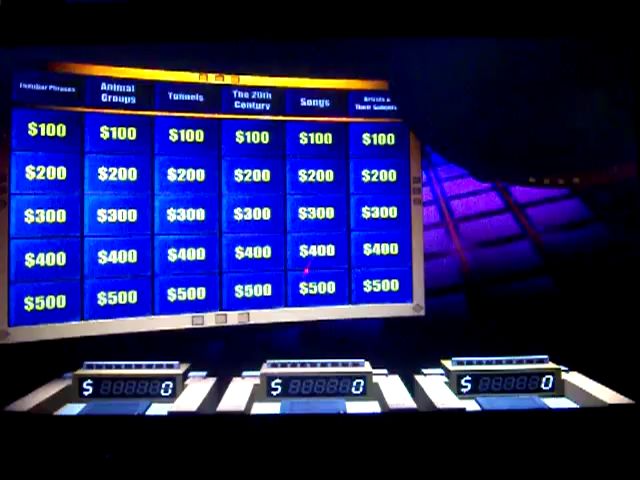 Familiar Phrases
Animal Groups
Tunnels
The 20th Century
Songs
$100 $100 $100 $100 $100 $100
$200 $200 $200 $200 $200 $200
$300 $300 $300 $300 $300 $300
$400 $400 $400 $400 $400 $400
$500 $500 $500 $500 $500 $500
$ 0 $ 0 $ 0